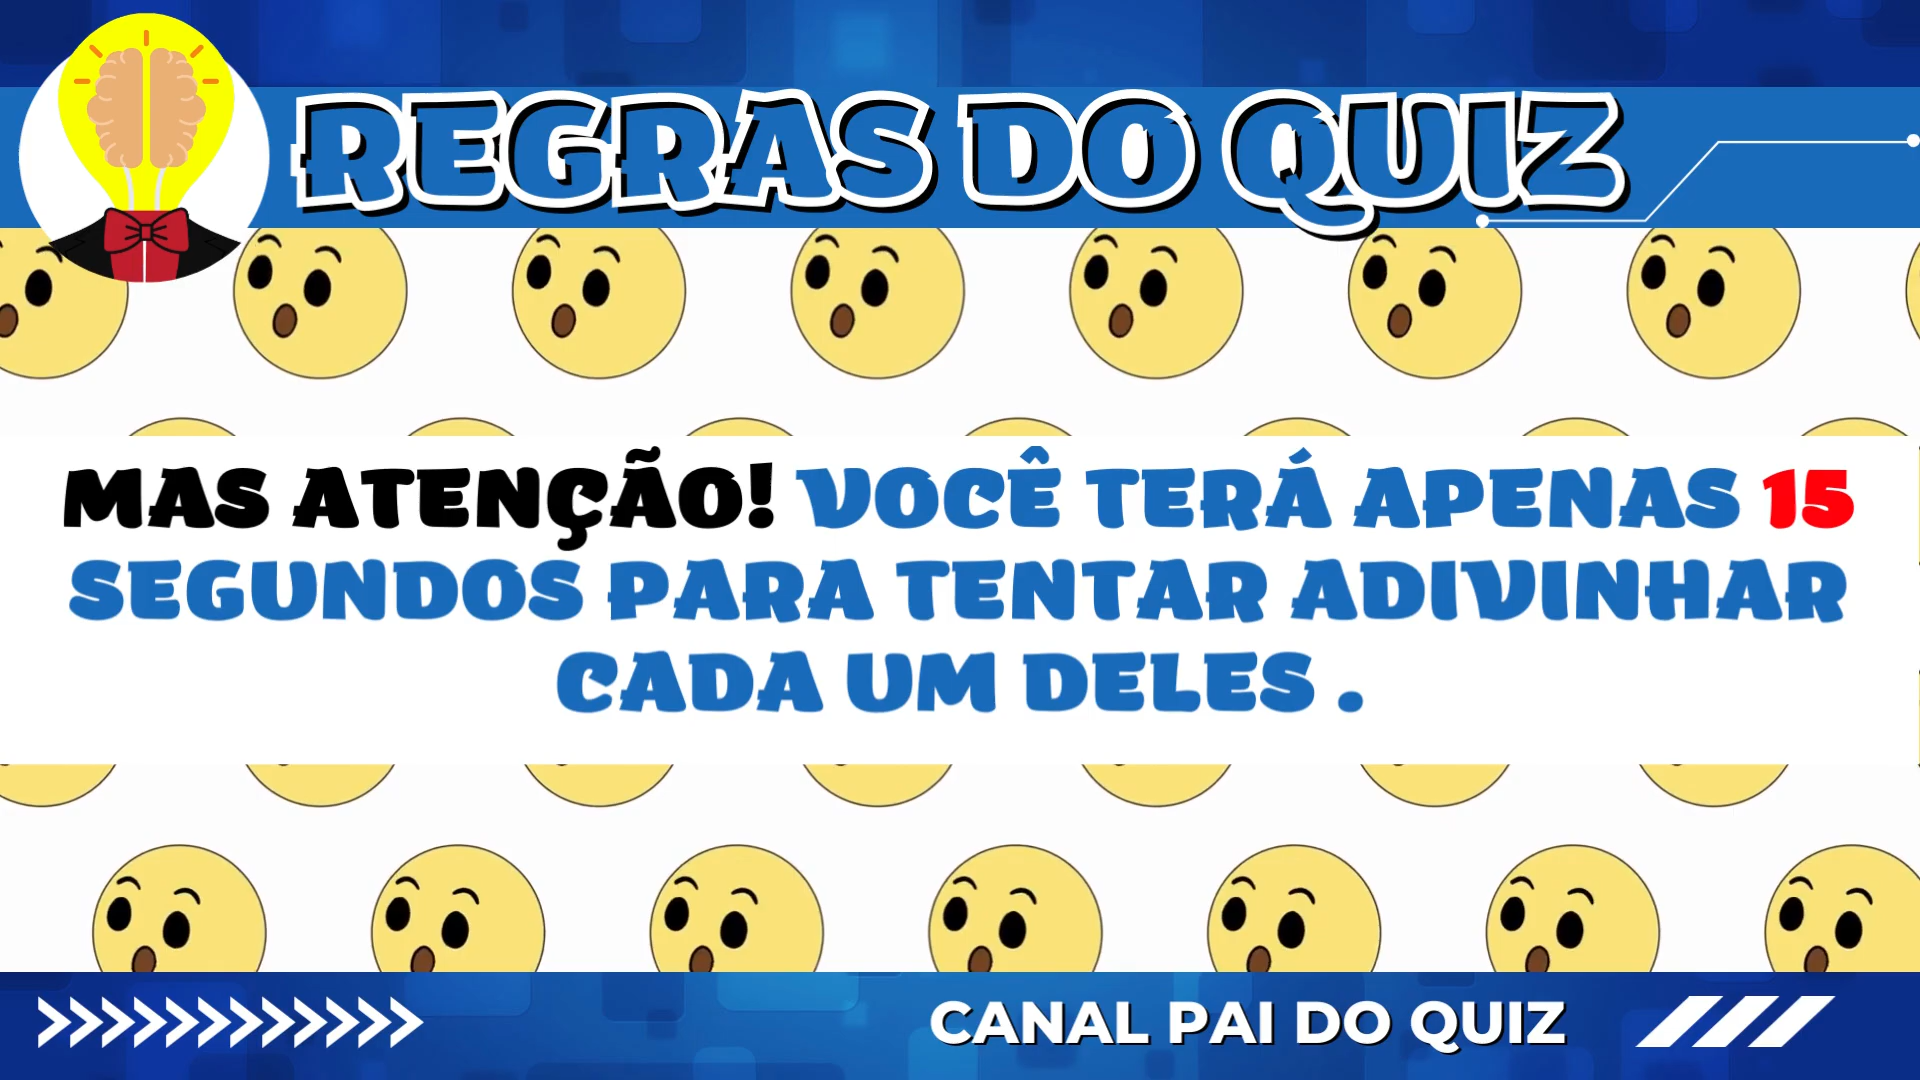 REGRAS DO QUIZ
MAS ATENÇÃO! VOCÊ TERÁ APENAS 15
SEGUNDOS PARA TENTAR ADIVINHAR
CADA UM DELES .
CANAL PAI DO QUIZ